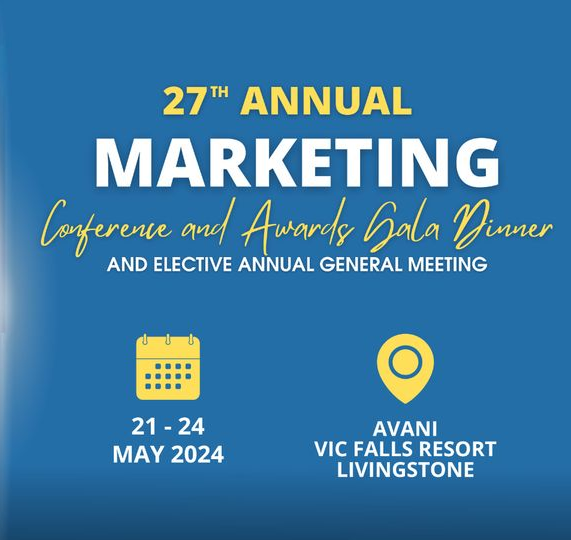 27TH ANNUAL
MARKETING
Conference and Awards Gala Dinner
AND ELECTIVE ANNUAL GENERAL MEETING
21 - 24
MAY 2024
AVANI
VIC FALLS RESORT
LIVINGSTONE